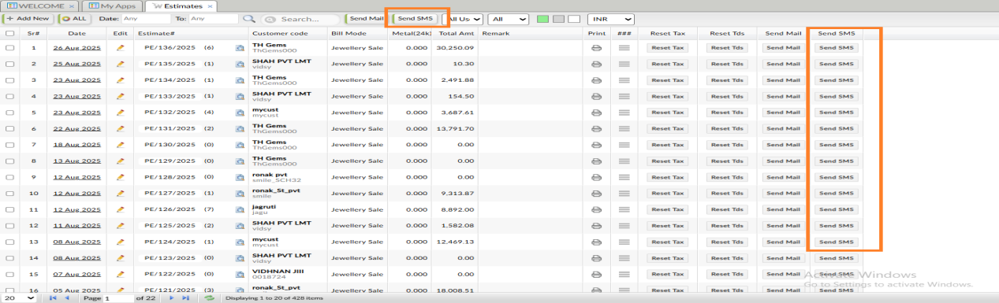 WELCOME × My Apps Estimates ×
+ Add New ALL Date: Any To: Any Search... Send Mail Send SMS All Us All INR
Sr# Date Edit Estimate# Customer code Bill Mode Metal(24k) Total Amt Remark Print ### Reset Tax Reset Tds Send Mail Send SMS
1 26 Aug 2025 PE/136/2025 (6) TH Gems ThGems000 Jewellery Sale 0.000 30,250.09 Reset Tax Reset Tds Send Mail Send SMS
2 25 Aug 2025 PE/135/2025 (1) SHAH PVT LMT vidsy Jewellery Sale 0.000 10.30 Reset Tax Reset Tds Send Mail Send SMS
3 23 Aug 2025 PE/134/2025 (1) TH Gems ThGems000 Jewellery Sale 0.000 2,491.88 Reset Tax Reset Tds Send Mail Send SMS
4 23 Aug 2025 PE/133/2025 (1) SHAH PVT LMT vidsy Jewellery Sale 0.000 154.50 Reset Tax Reset Tds Send Mail Send SMS
5 23 Aug 2025 PE/132/2025 (4) mycust mycust Jewellery Sale 0.000 3,687.61 Reset Tax Reset Tds Send Mail Send SMS
6 22 Aug 2025 PE/131/2025 (2) TH Gems ThGems000 Jewellery Sale 0.000 13,791.70 Reset Tax Reset Tds Send Mail Send SMS
7 18 Aug 2025 PE/130/2025 (0) TH Gems ThGems000 Jewellery Sale 0.000 0.00 Reset Tax Reset Tds Send Mail Send SMS
8 13 Aug 2025 PE/129/2025 (0) TH Gems ThGems000 Jewellery Sale 0.000 0.00 Reset Tax Reset Tds Send Mail Send SMS
9 12 Aug 2025 PE/128/2025 (0) ronak pvt smile_SCH32 Jewellery Sale 0.000 0.00 Reset Tax Reset Tds Send Mail Send SMS
10 12 Aug 2025 PE/127/2025 (1) ronak_St_pvt smile Jewellery Sale 0.000 9,313.87 Reset Tax Reset Tds Send Mail Send SMS
11 12 Aug 2025 PE/126/2025 (7) jagruti jagu Jewellery Sale 0.000 8,892.00 Reset Tax Reset Tds Send Mail Send SMS
12 11 Aug 2025 PE/125/2025 (2) SHAH PVT LMT vidsy Jewellery Sale 0.000 1,582.08 Reset Tax Reset Tds Send Mail Send SMS
13 08 Aug 2025 PE/124/2025 (1) mycust mycust Jewellery Sale 0.000 12,469.13 Reset Tax Reset Tds Send Mail Send SMS
14 08 Aug 2025 PE/123/2025 (0) SHAH PVT LMT vidsy Jewellery Sale 0.000 0.00 Reset Tax Reset Tds Send Mail Send SMS
15 07 Aug 2025 PE/122/2025 (0) VIDHNAN JIII 0018724 Jewellery Sale 0.000 0.00 Reset Tax Reset Tds Send Mail Send SMS
Activate Windows
Go to Settings to activate Windows.
16 05 Aug 2025 PE/121/2025 (3) ronak_St_pvt Jewellery Sale 0.000 18,008.51 Reset Tax Reset Tds Send Mail Send SMS
20 Page 1 of 22 Displaying 1 to 20 of 428 items